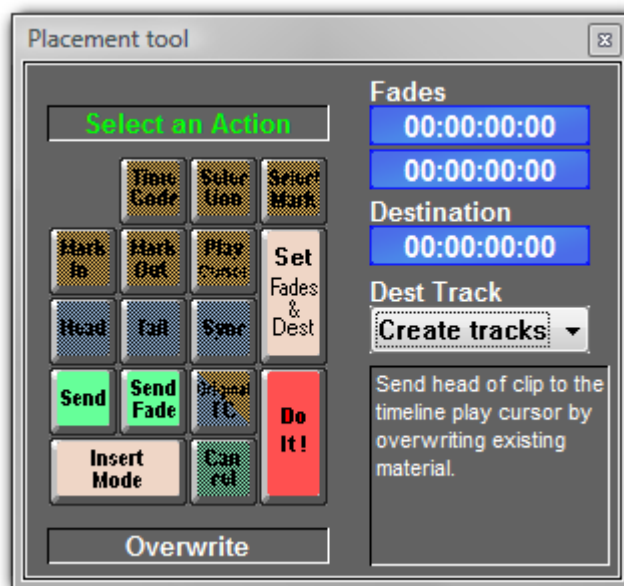 Placement tool
Select an Action
Time Code
Selec tion
Select Mark
Mark In
Mark Out
Play Cursor
Set
Fades
&
Dest
Head
Tail
Sync
Send
Send
Fade
Original
TC
Do
It!
Insert
Mode
Can
cel
Overwrite
Fades
00:00:00:00
00:00:00:00
Destination
00:00:00:00
Dest Track
Create tracks
Send head of clip to the
timeline play cursor by
overwriting existing
material.